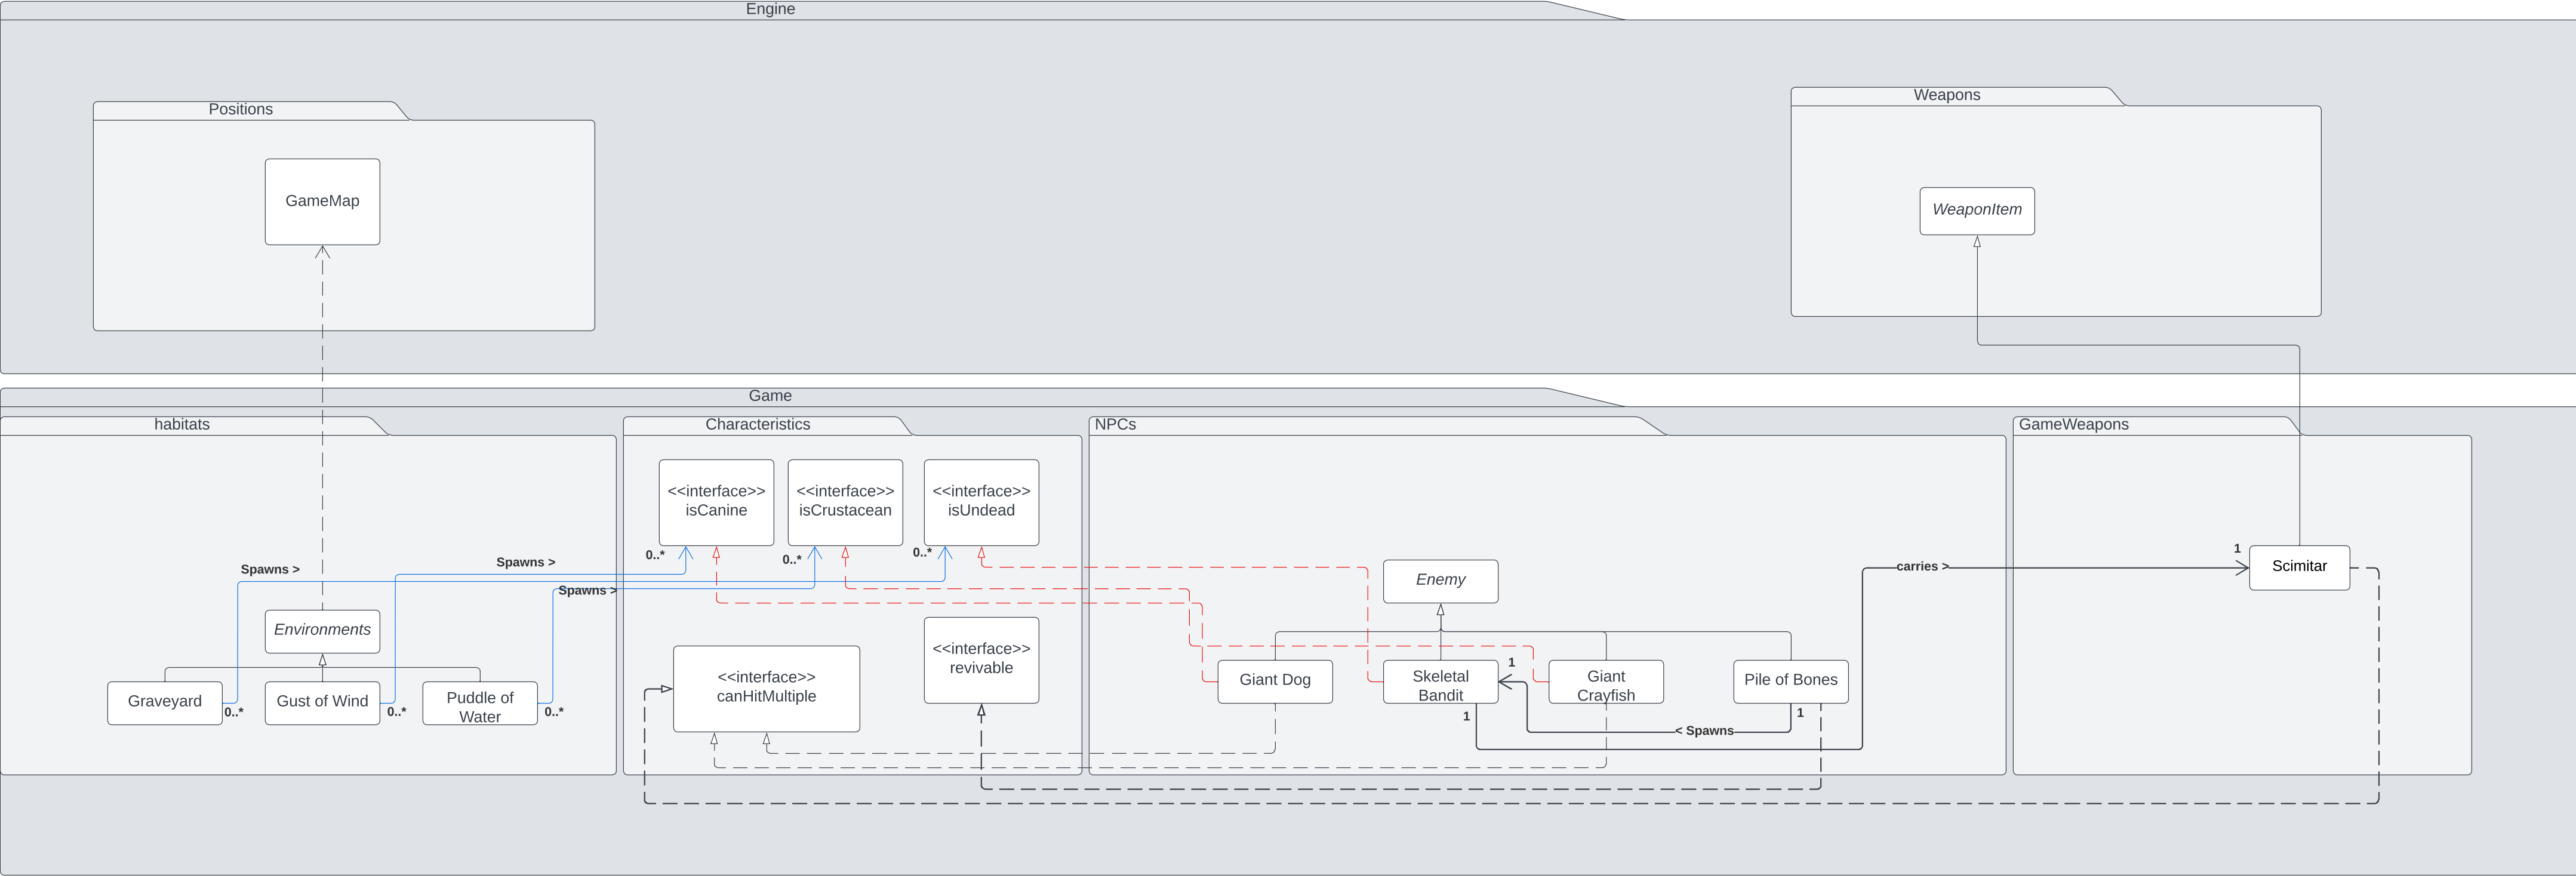 Engine
Positions
Weapons
GameMap
WeaponItem
Game
habitats
Characteristics
NPCs
GameWeapons
<<interface>>
isCanine
<<interface>>
isCrustacean
<<interface>>
isUndead
0..*
0..*
0..*
Spawns >
Spawns >
Spawns >
carries >
1
Scimitar
Enemy
Environments
<<interface>>
canHitMultiple
<<interface>>
revivable
Giant Dog
Skeletal
Bandit
1
Giant
Crayfish
Pile of Bones
Graveyard
0..*
Gust of Wind
0..*
Puddle of
Water
0..*
1
1
< Spawns